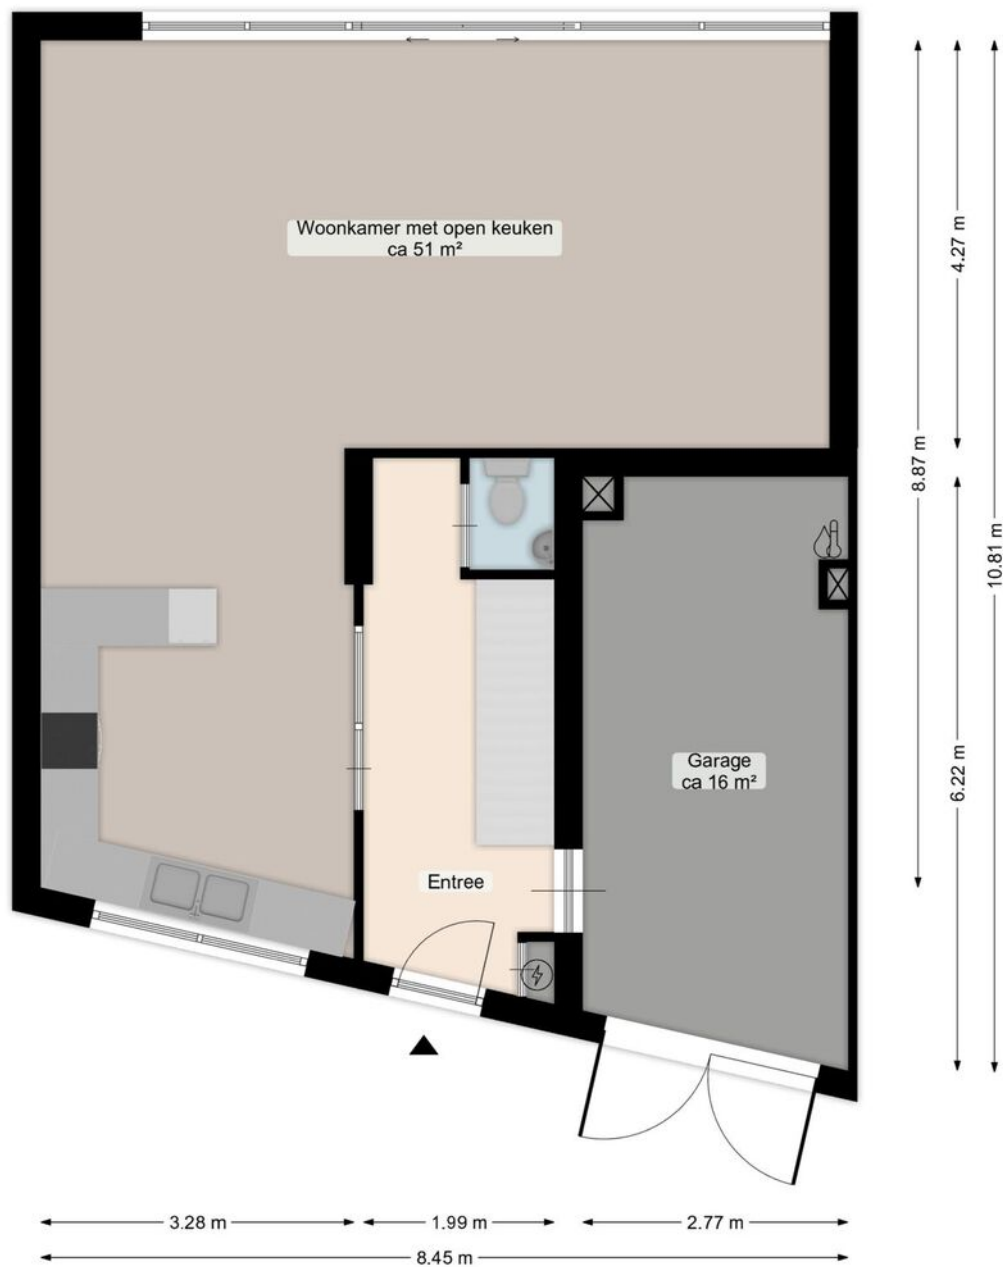 Woonkamer met open keuken
ca 51 m²
4.27 m
8.87 m
10.81 m
Garage
ca 16 m²
6.22 m
Entree
3.28 m
1.99 m
2.77 m
8.45 m